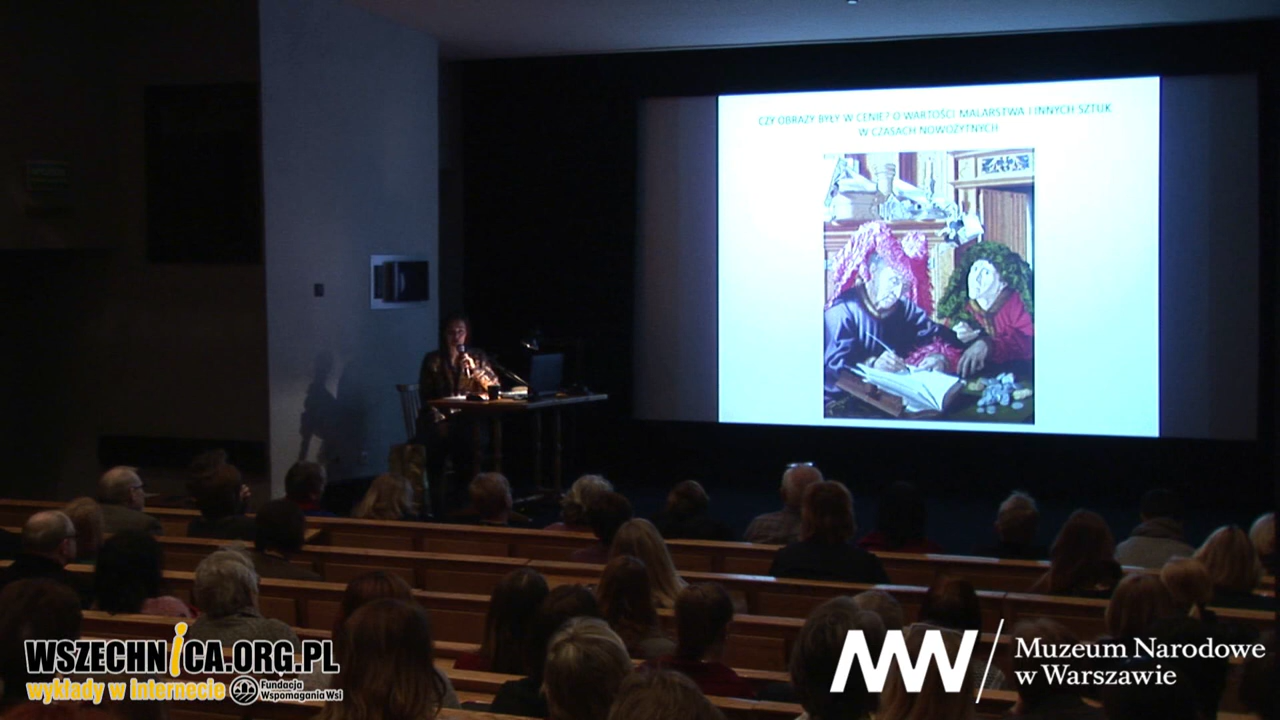 CZY OBRAZY BYŁY W CENIE? O WARTOŚCI MALARSTWA I INNYCH SZTUK
W CZASACH NOWOŻYTNYCH
WSZECHNICA.ORG.PL
wykłady w internecie
Fundacja
Wspomagania Wsi
Muzeum Narodowe
w Warszawie